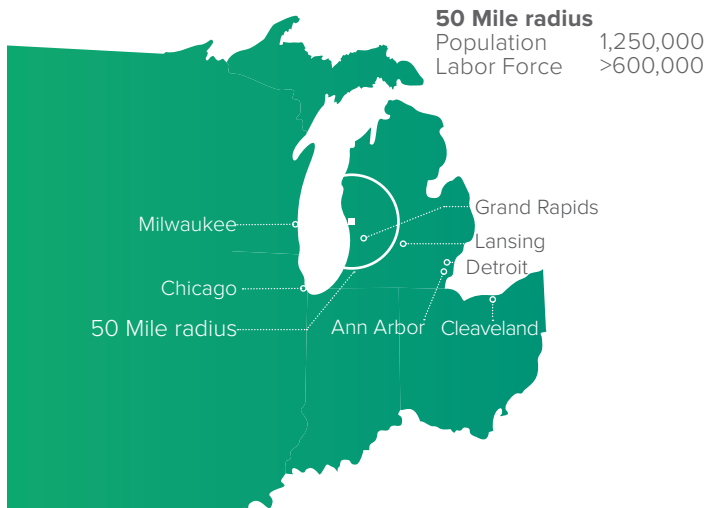 50 Mile radius
Population 1,250,000
Labor Force >600,000
Grand Rapids
Milwaukee
Lansing
Detroit
Chicago
50 Mile radius
Ann Arbor
Cleaveland